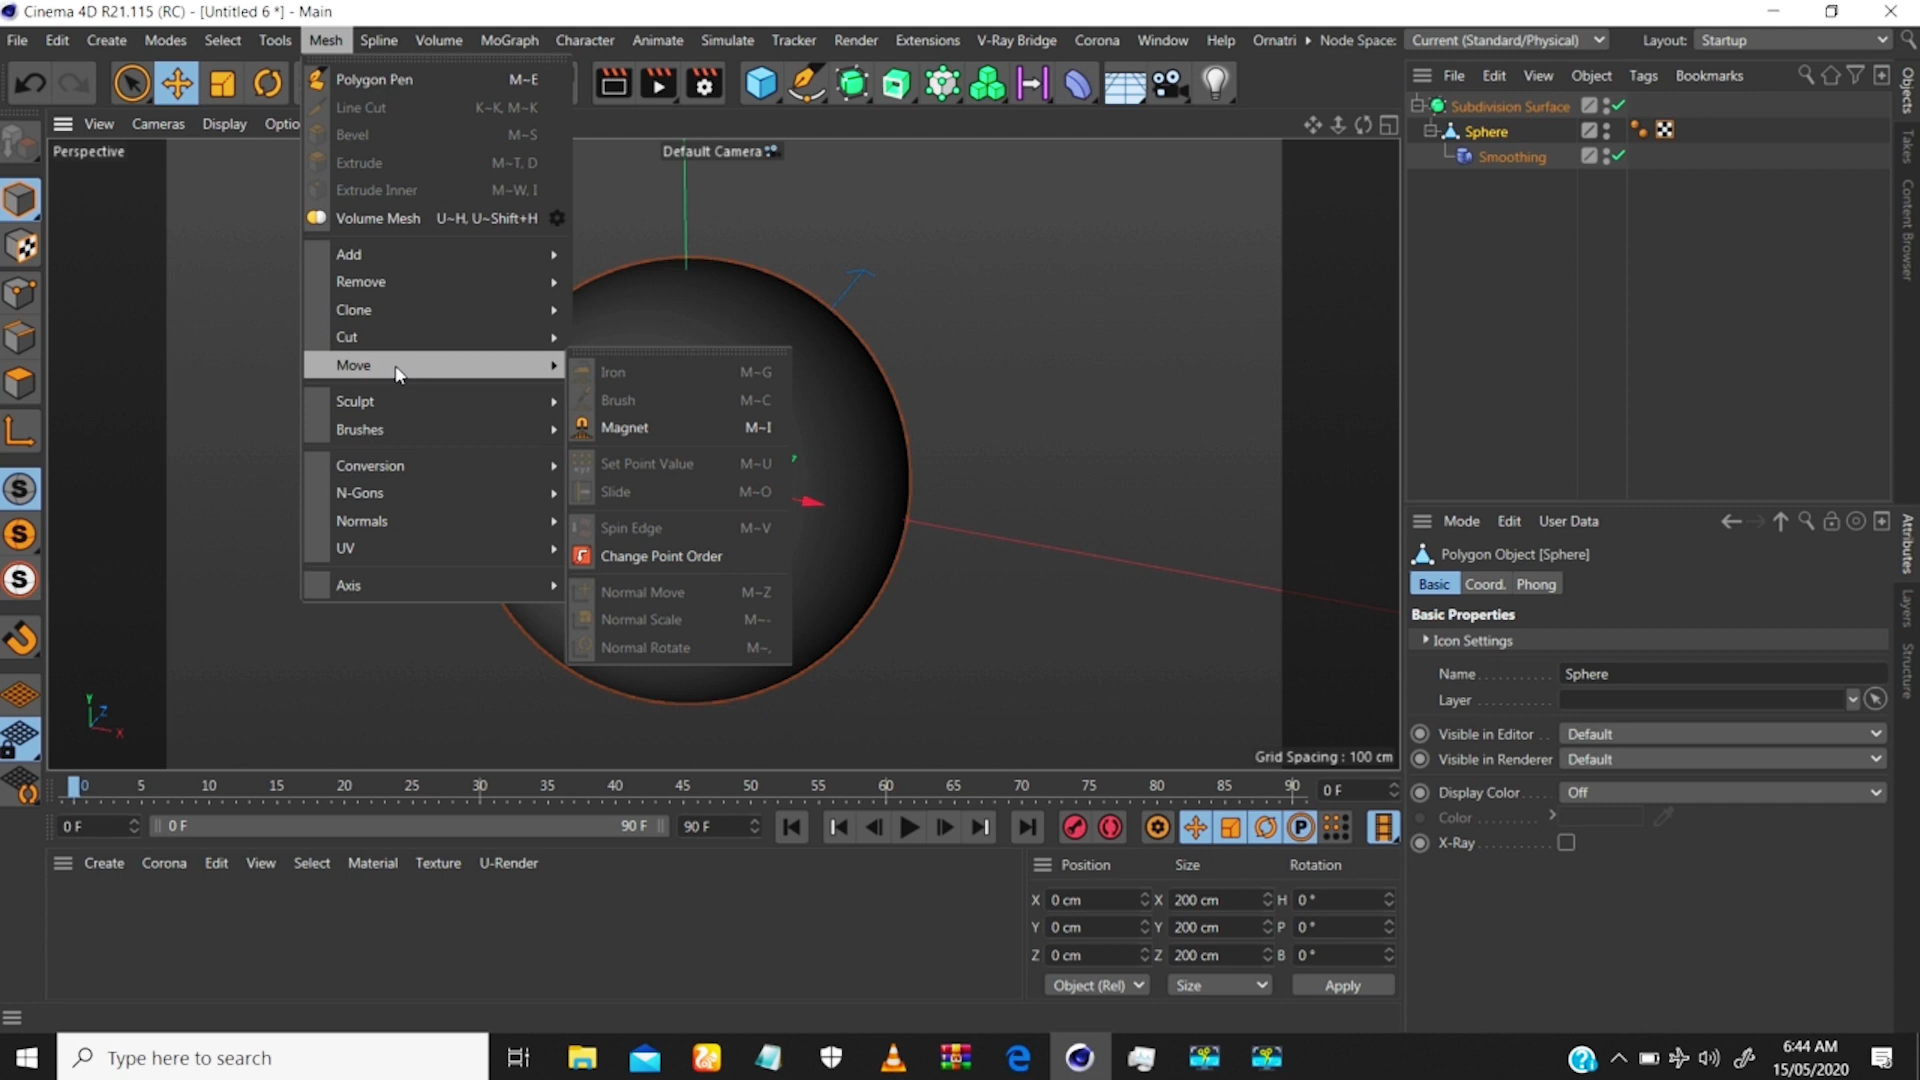 Cinema 4D R21.115 (RC) - [Untitled 6 *] - Main
File Edit Create Modes Select Tools Mesh Spline Volume MoGraph Character Animate Simulate Tracker Render Extensions V-Ray Bridge Corona Window Help Ornatri Node Space: Current (Standard/Physical) Layout: Startup
View Cameras Display Optio
Perspective
Default Camera
Polygon Pen M~E
Line Cut K~K, M~K
Bevel M~S
Extrude M~T, D
Extrude Inner M~W, I
Volume Mesh U~H, U~Shift+H
Add
Remove
Clone
Cut
Move
Sculpt
Brushes
Conversion
N-Gons
Normals
UV
Axis
Iron M~G
Brush M~C
Magnet M~I
Set Point Value M~U
Slide M~O
Spin Edge M~V
Change Point Order
Normal Move M~Z
Normal Scale M~-
Normal Rotate M~,
Y
Z
X
Grid Spacing : 100 cm
File Edit View Object Tags Bookmarks
Subdivision Surface
Sphere
Smoothing
Objects
Takes
Content Browser
Mode Edit User Data
Polygon Object [Sphere]
Basic Coord. Phong
Basic Properties
Icon Settings
Name Sphere
Layer
Visible in Editor Default
Visible in Renderer Default
Display Color Off
Color
X-Ray
Attributes
Layers
Structure
0 5 10 15 20 25 30 35 40 45 50 55 60 65 70 75 80 85 90 0 F
0 F 0 F 90 F 90 F
Create Corona Edit View Select Material Texture U-Render
Position Size Rotation
X 0 cm X 200 cm H 0 °
Y 0 cm Y 200 cm P 0 °
Z 0 cm Z 200 cm B 0 °
Object (Rel) Size Apply
Type here to search
6:44 AM
15/05/2020